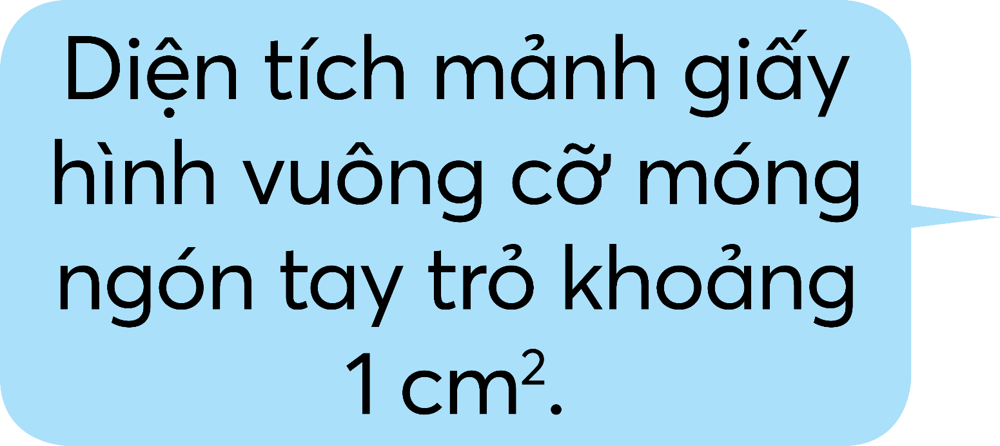 Diện tích mảnh giấy
hình vuông cỡ móng
ngón tay trỏ khoảng
1 cm².